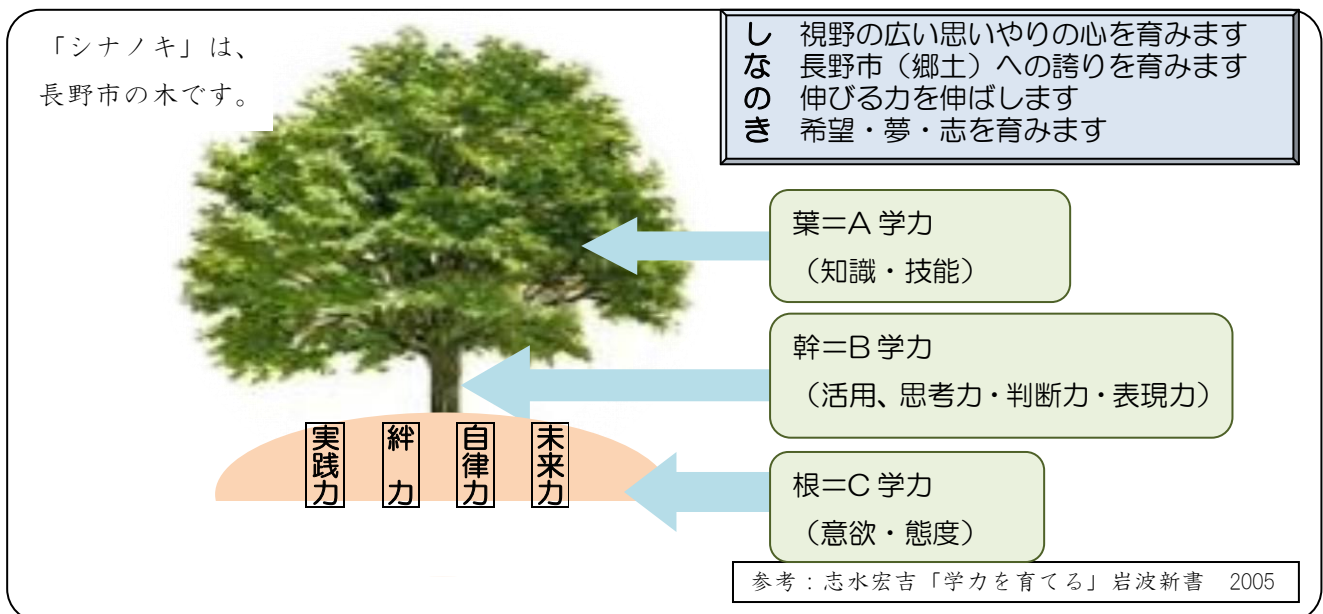 「シナノキ」は、
長野市の木です。
し 視野の広い思いやりの心を育みます
な 長野市（郷土）への誇りを育みます
の 伸びる力を伸ばします
き 希望・夢・志を育みます
葉＝A 学力
（知識・技能）
幹＝B 学力
（活用、思考力・判断力・表現力）
実践力
絆 力
自律力
未来力
根＝C 学力
（意欲・態度）
参考：志水宏吉「学力を育てる」岩波新書 2005